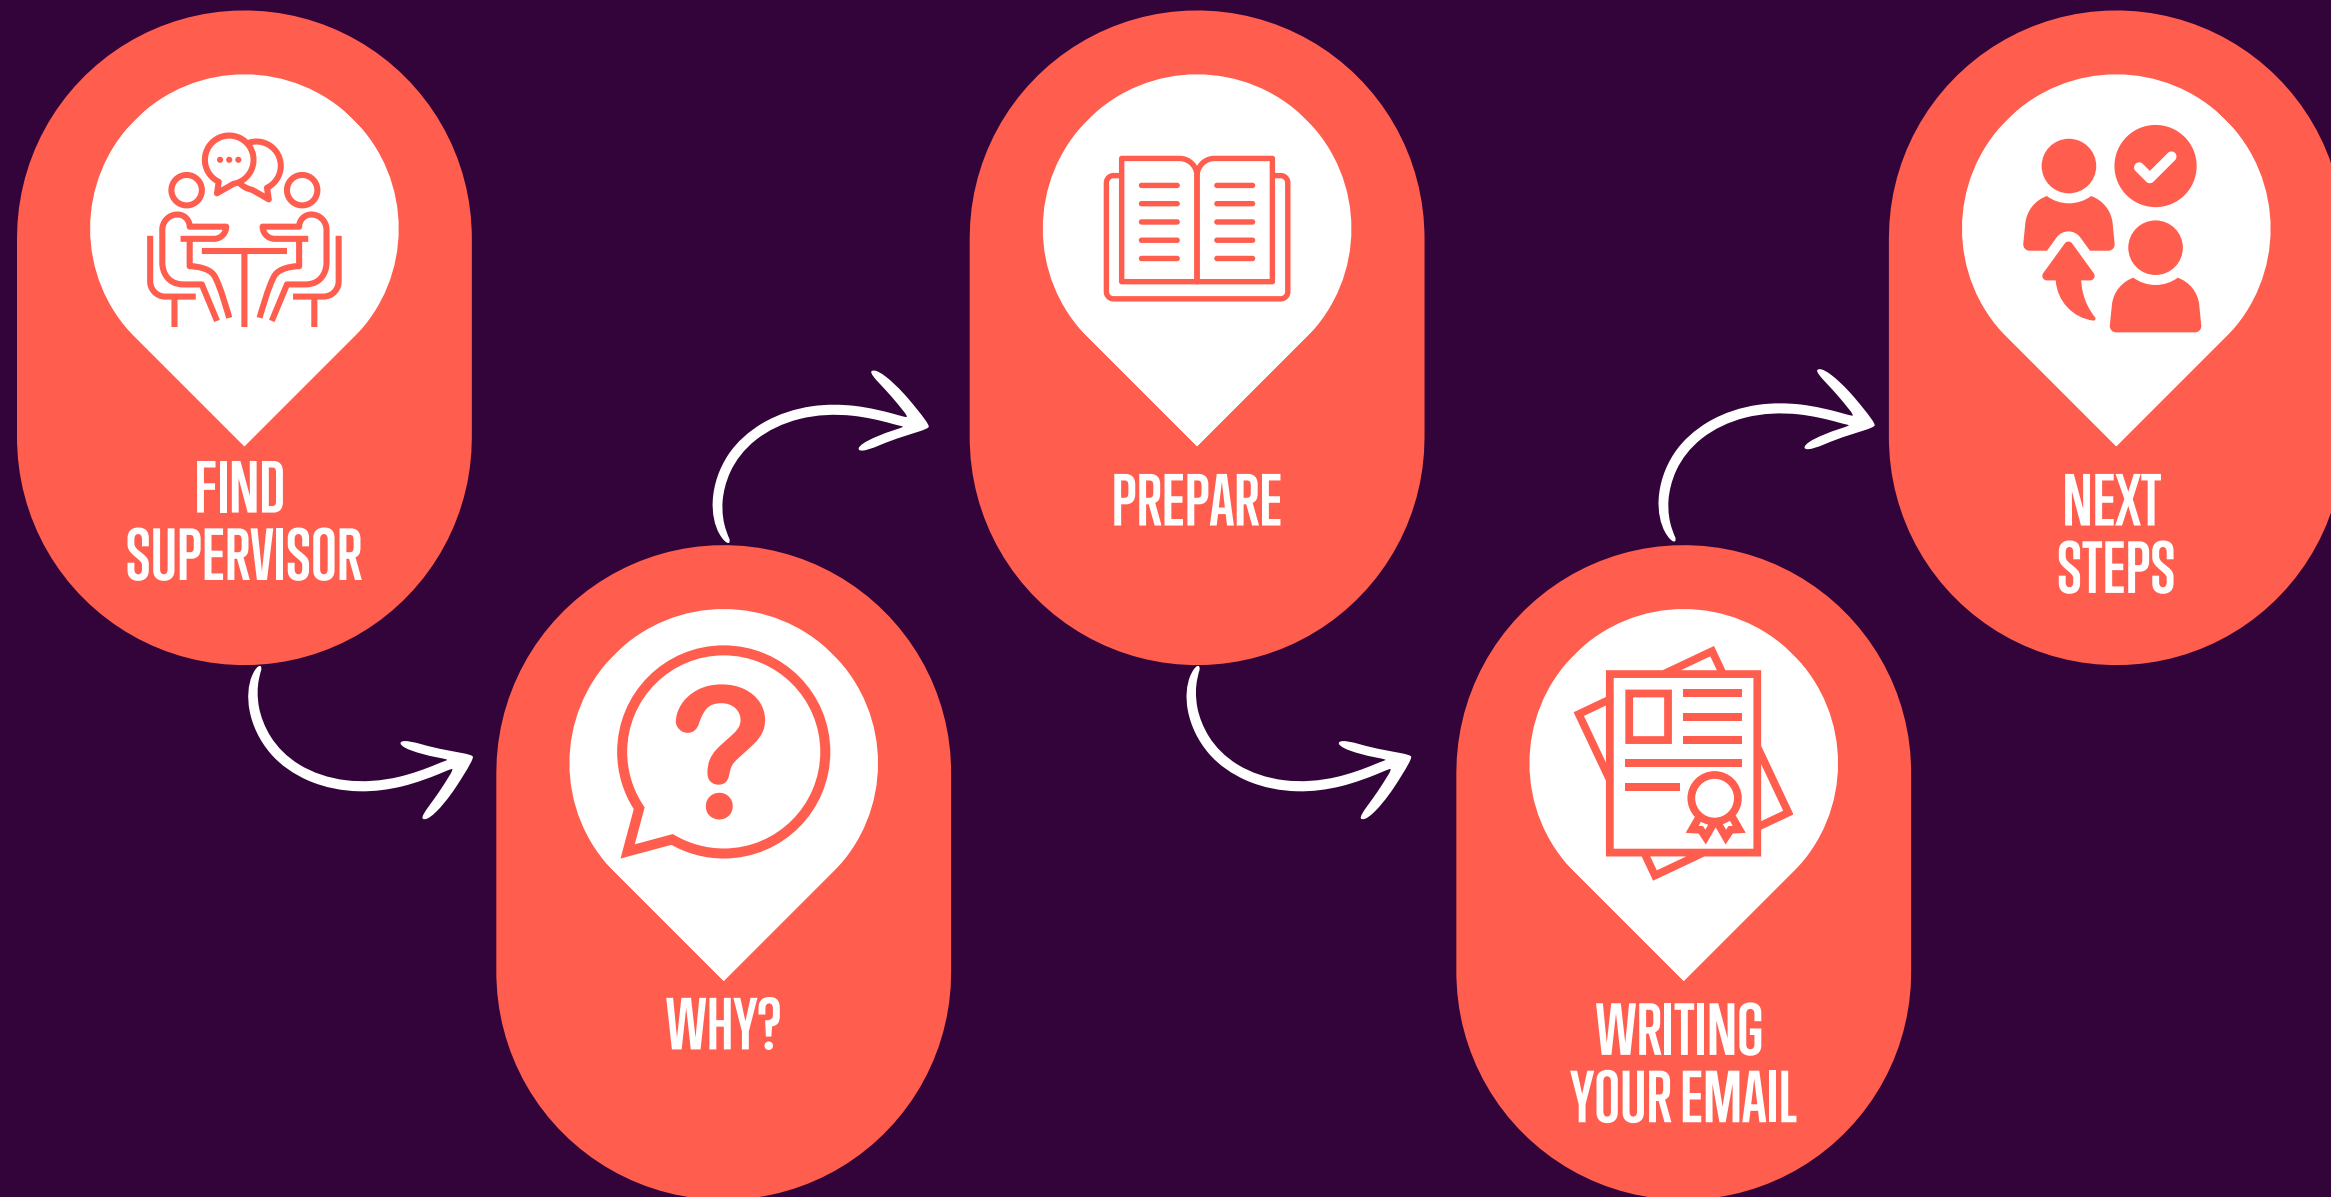 FIND
SUPERVISOR
WHY?
PREPARE
WRITING
YOUR EMAIL
NEXT
STEPS